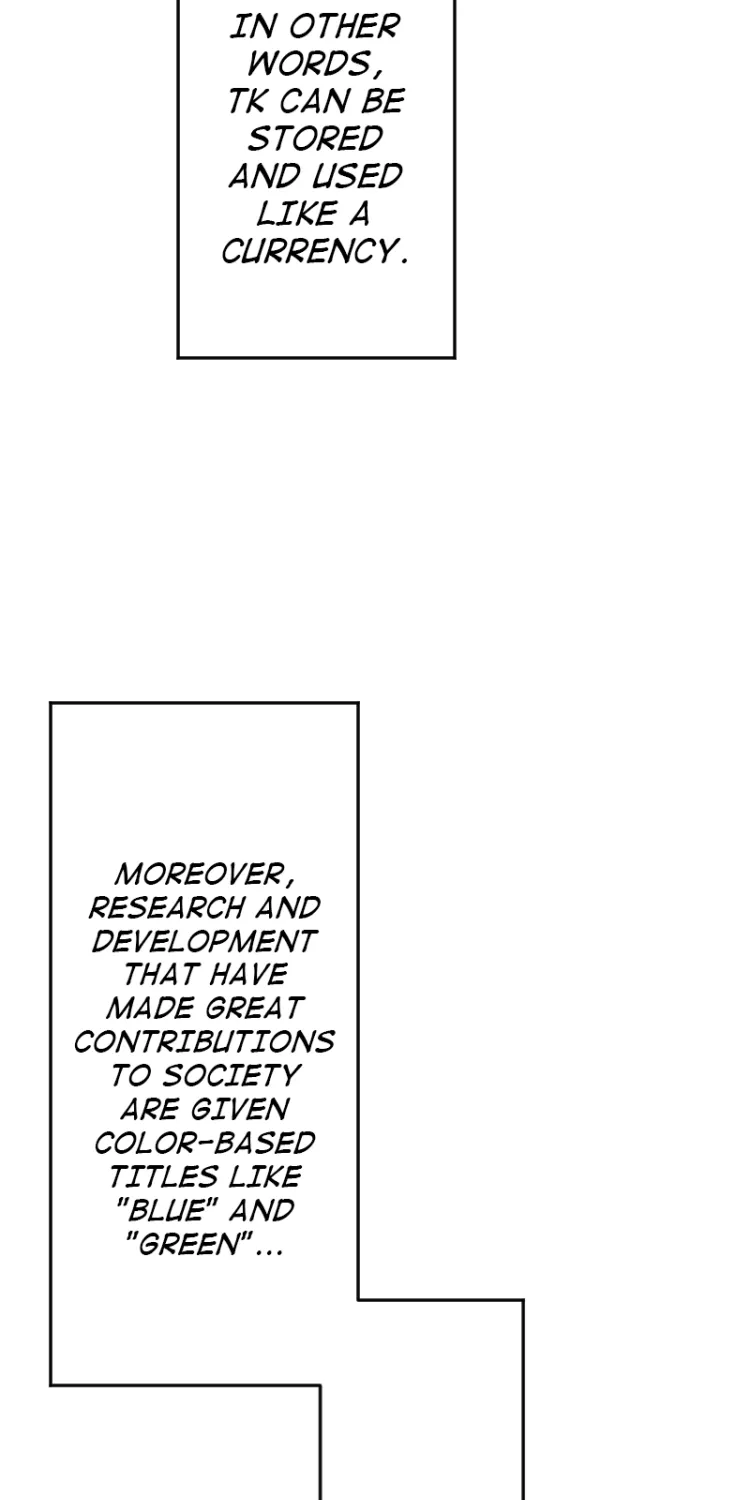 IN OTHER
WORDS,
TK CAN BE
STORED
AND USED
LIKE A
CURRENCY.
MOREOVER,
RESEARCH AND
DEVELOPMENT
THAT HAVE
MADE GREAT
CONTRIBUTIONS
TO SOCIETY
ARE GIVEN
COLOR-BASED
TITLES LIKE
"BLUE" AND
"GREEN"...